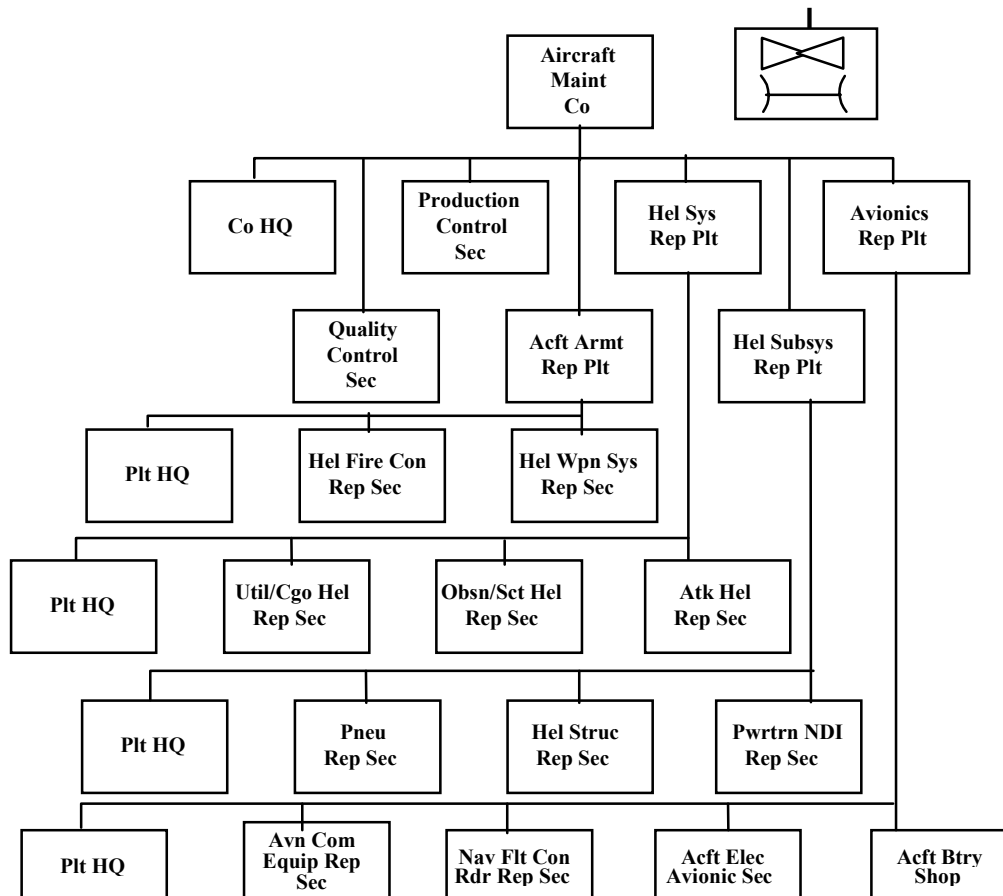 Aircraft
Maint
Co
Co HQ
Production
Control
Sec
Hel Sys
Rep Plt
Avionics
Rep Plt
Quality
Control
Sec
Acft Armt
Rep Plt
Hel Subsys
Rep Plt
Plt HQ
Hel Fire Con
Rep Sec
Hel Wpn Sys
Rep Sec
Plt HQ
Util/Cgo Hel
Rep Sec
Obsn/Sct Hel
Rep Sec
Atk Hel
Rep Sec
Plt HQ
Pneu
Rep Sec
Hel Struc
Rep Sec
Pwrtrn NDI
Rep Sec
Plt HQ
Avn Com
Equip Rep
Sec
Nav Flt Con
Rdr Rep Sec
Acft Elec
Avionic Sec
Acft Btry
Shop